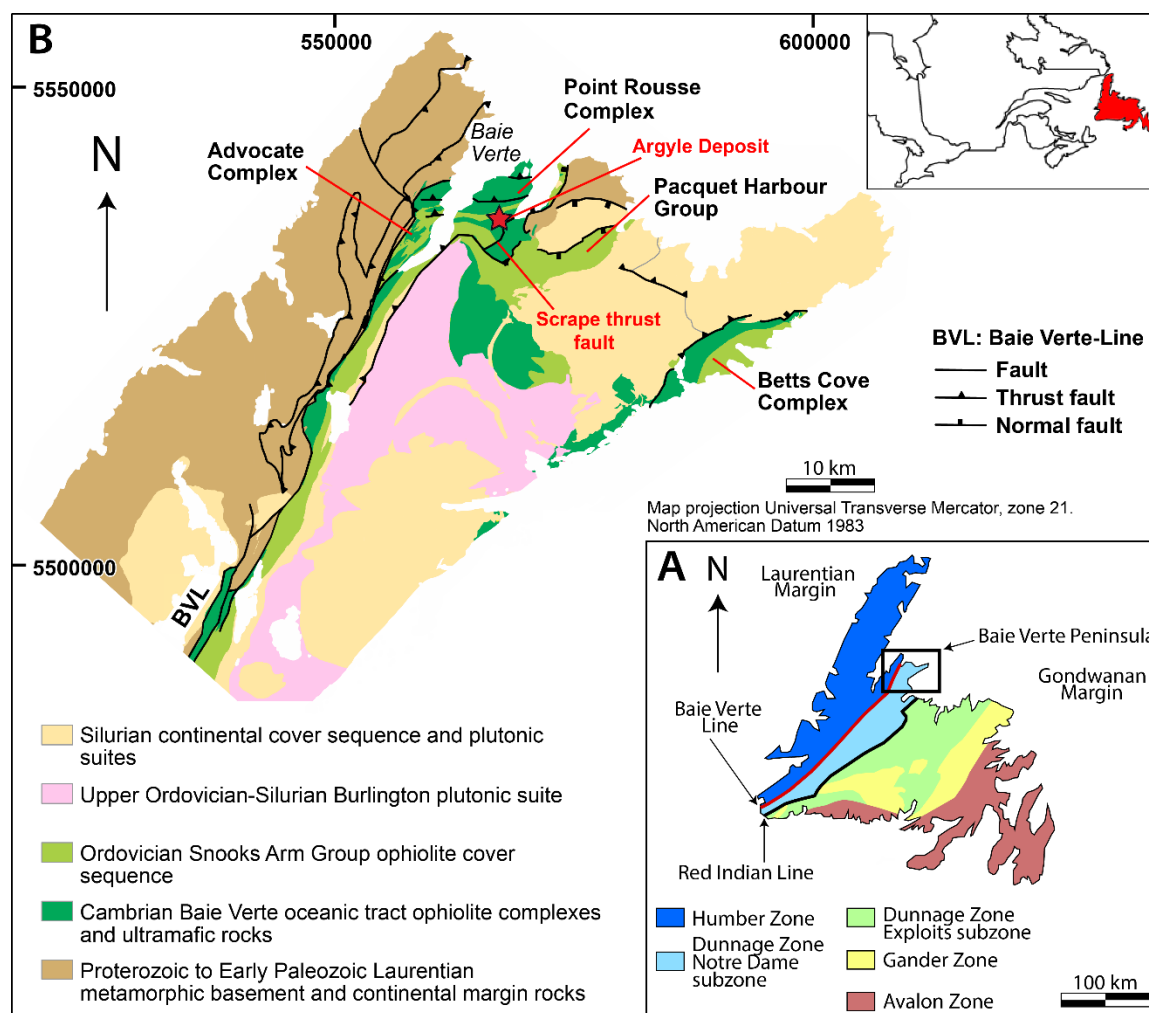 B
550000
600000
5550000
N
Baie
Verte
Point Rousse
Complex
Argyle Deposit
Advocate
Complex
Pacquet Harbour
Group
Scrape thrust
fault
Betts Cove
Complex
BVL: Baie Verte-Line
Fault
Thrust fault
Normal fault
10 km
Map projection Universal Transverse Mercator, zone 21.
North American Datum 1983
5500000
BVL
Silurian continental cover sequence and plutonic
suites
Upper Ordovician-Silurian Burlington plutonic suite
Ordovician Snooks Arm Group ophiolite cover
sequence
Cambrian Baie Verte oceanic tract ophiolite complexes
and ultramafic rocks
Proterozoic to Early Paleozoic Laurentian
metamorphic basement and continental margin rocks
A
N
Laurentian
Margin
Baie Verte Peninsula
Gondwanan
Margin
Baie Verte
Line
Red Indian Line
Humber Zone
Dunnage Zone
Notre Dame
subzone
Dunnage Zone
Exploits subzone
Gander Zone
Avalon Zone
100 km